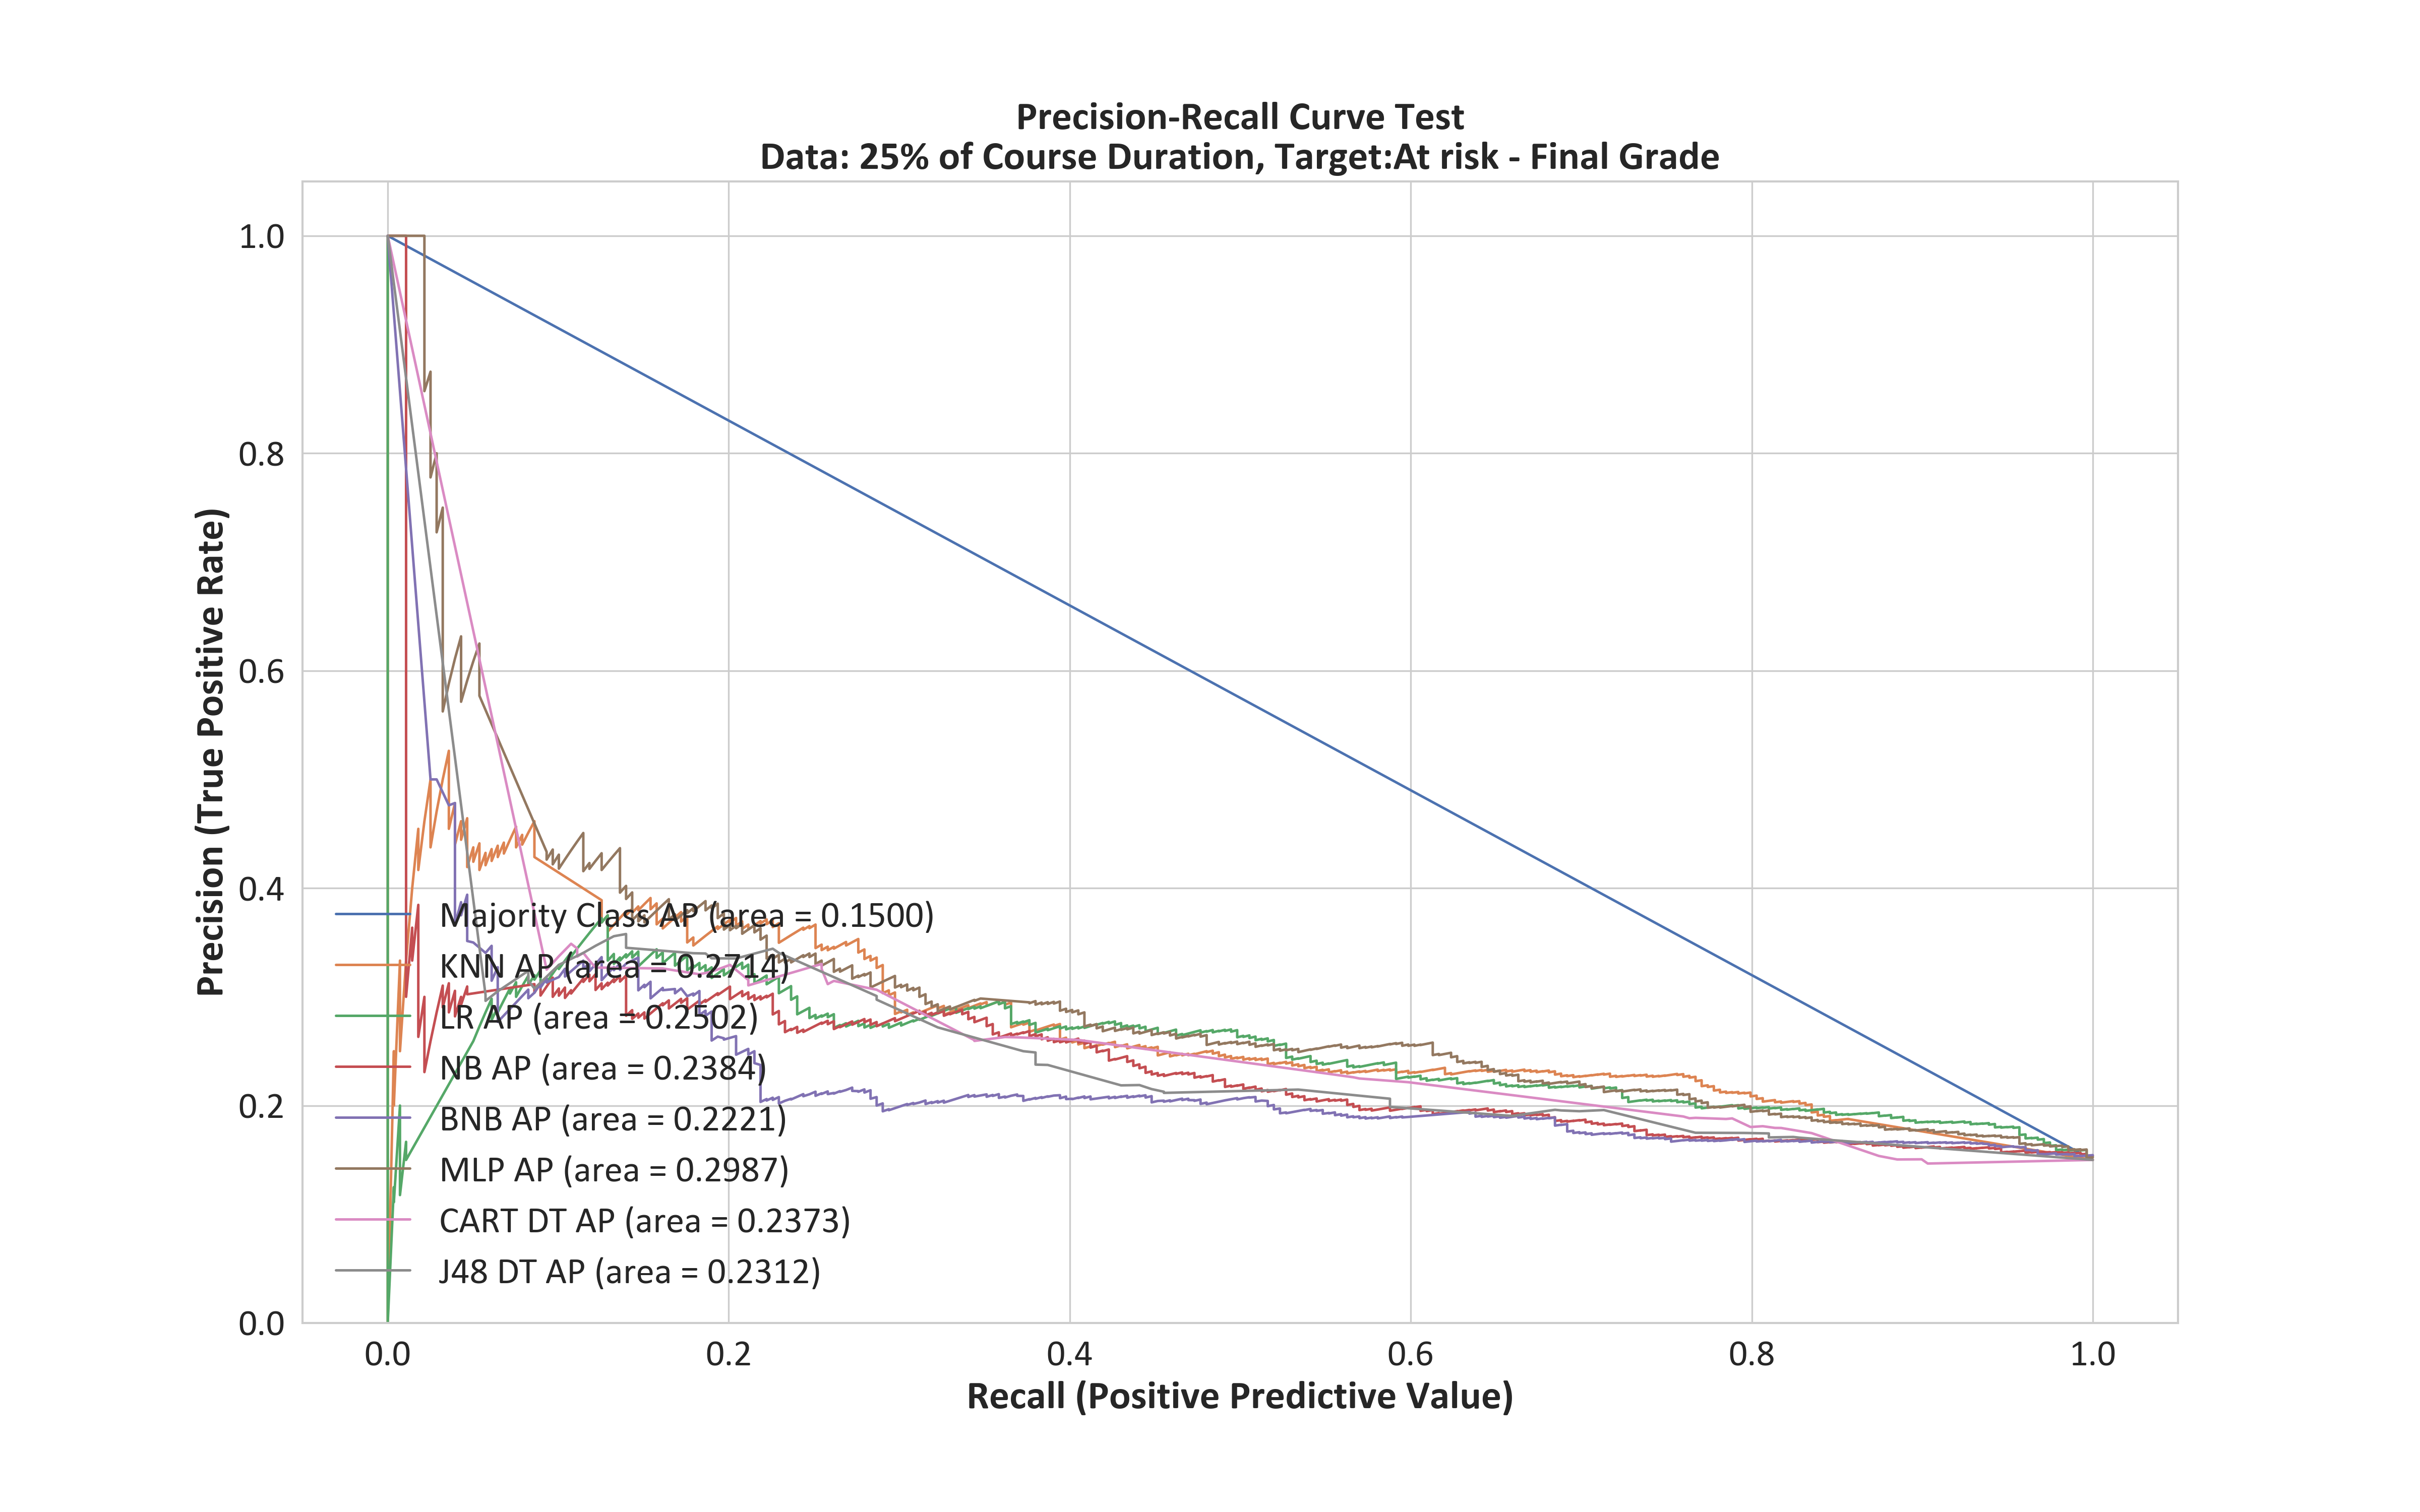 Precision-Recall Curve Test
Data: 25% of Course Duration, Target:At risk - Final Grade
Precision (True Positive Rate)
1.0
0.8
0.6
0.4
0.2
0.0
Majority Class AP (area = 0.1500)
KNN AP (area = 0.2714)
LR AP (area = 0.2502)
NB AP (area = 0.2384)
BNB AP (area = 0.2221)
MLP AP (area = 0.2987)
CART DT AP (area = 0.2373)
J48 DT AP (area = 0.2312)
0.0 0.2 0.4 0.6 0.8 1.0
Recall (Positive Predictive Value)